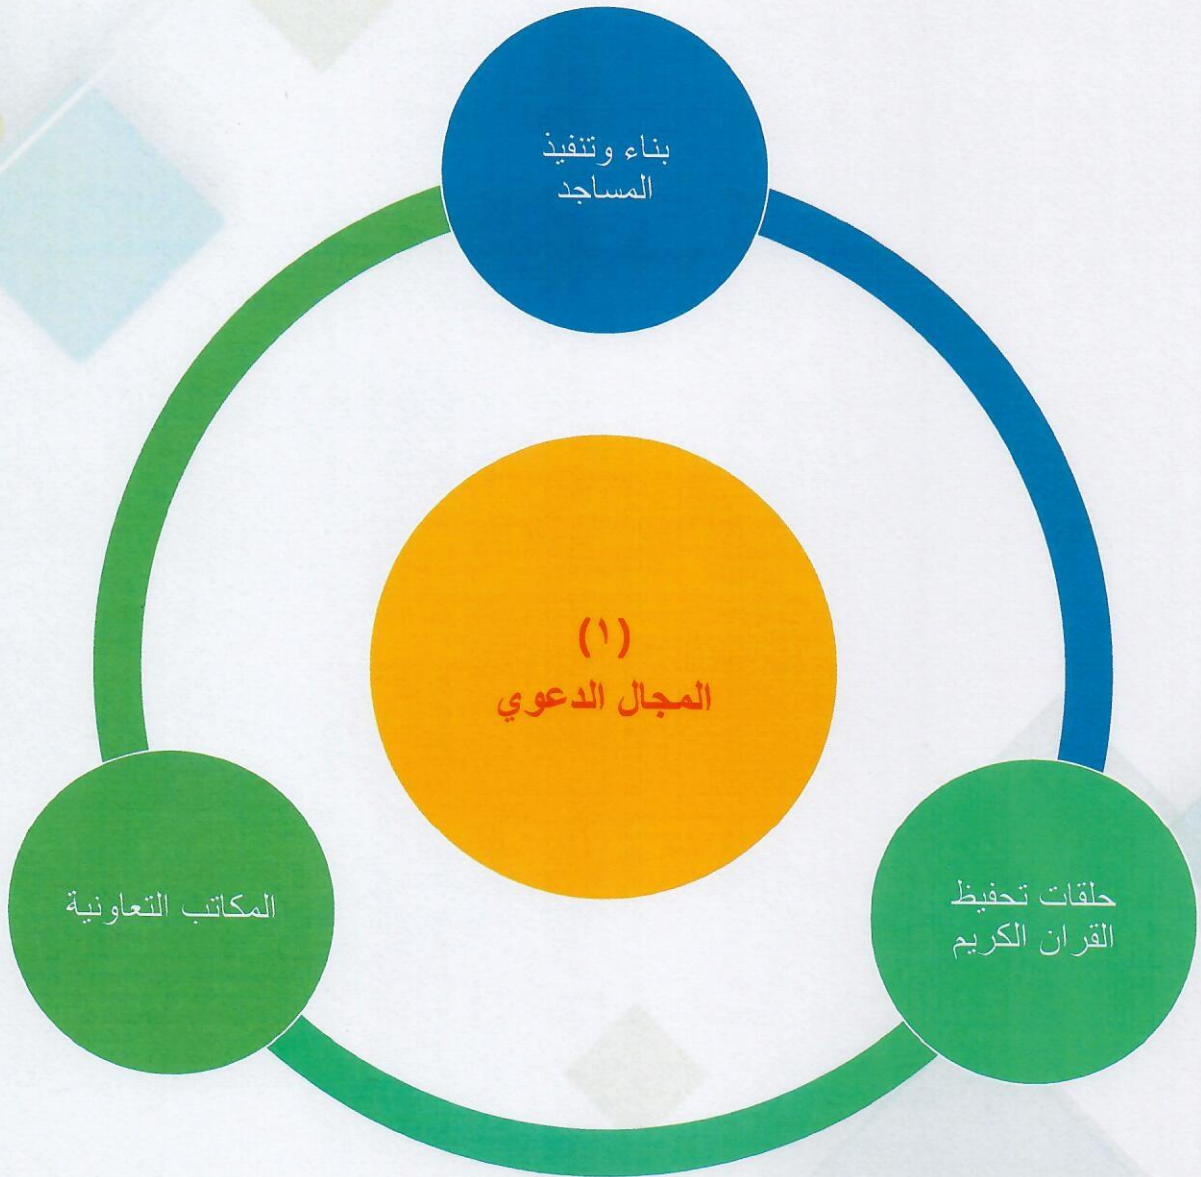 بناء وتنفيذ
المساجد
(١)
المجال الدعوي
حلقات تحفيظ
القران الكريم
المكاتب التعاونية